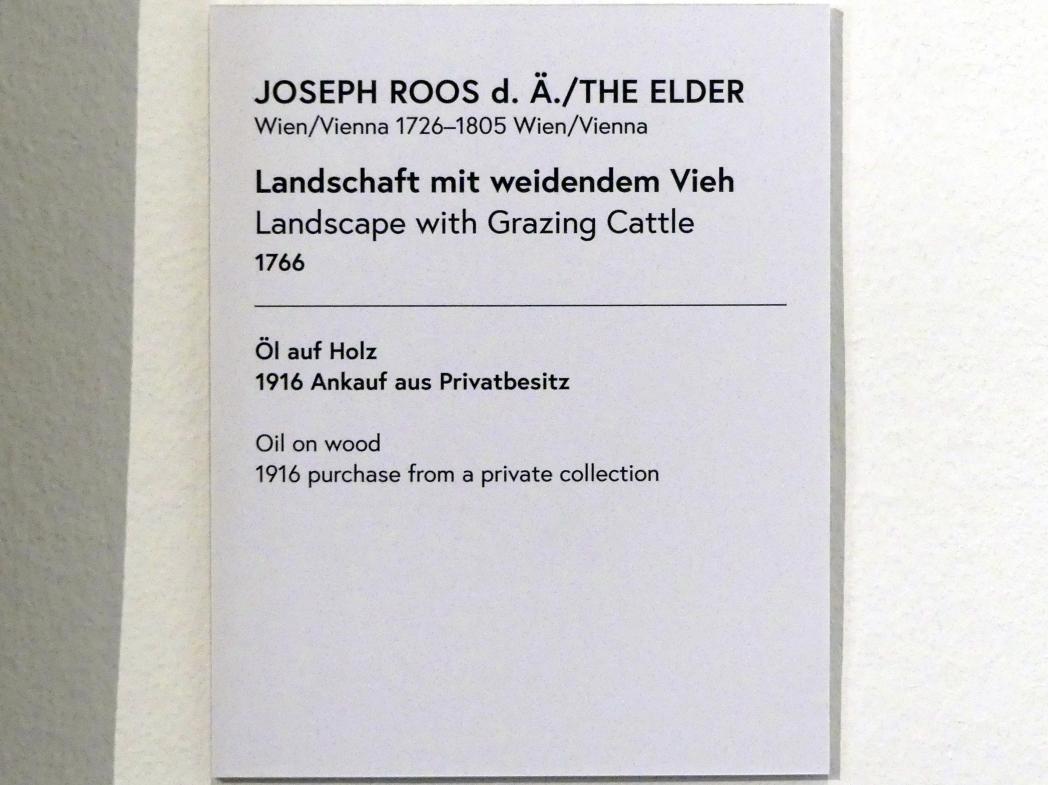 JOSEPH ROOS d. Ä./THE ELDER
Wien/Vienna 1726–1805 Wien/Vienna
Landschaft mit weidendem Vieh
Landscape with Grazing Cattle
1766
Öl auf Holz
1916 Ankauf aus Privatbesitz
Oil on wood
1916 purchase from a private collection